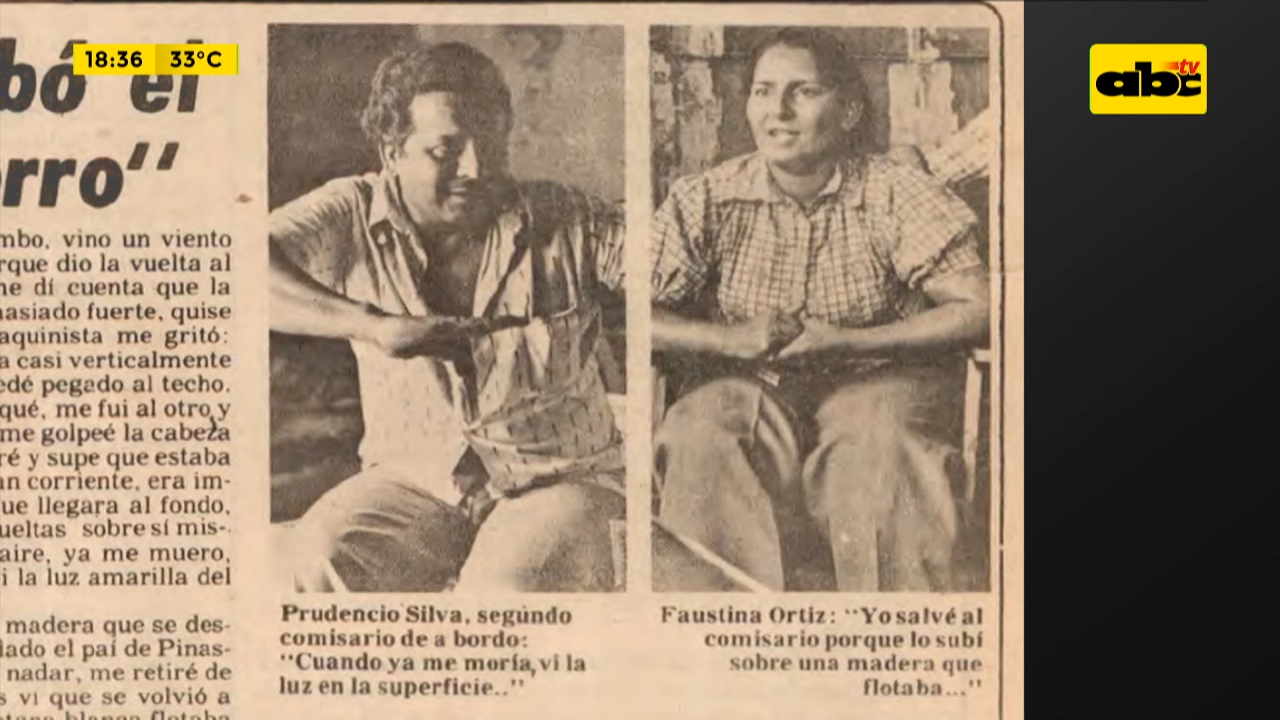 18:36 33°C
abc tv
bó el
erro"
mbo, vino un viento
rque dio la vuelta al
me dí cuenta que la
masiado fuerte, quise
aquinista me gritó:
a casi verticalmente
edé pegado al techo.
qué, me fui al otro y
me golpeé la cabeza
ré y supe que estaba
an corriente, era im-
ue llegara al fondo,
ueltas sobre sí mis-
aire, ya me muero,
i la luz amarilla del
madera que se des-
lado el paí de Pinas-
nadar, me retiré de
s vi que se volvió a
blanco flotaba
Prudencio Silva, segundo
comisario de a bordo:
"Cuando ya me moría, vi la
luz en la superficie.."
Faustina Ortiz: "Yo salvé al
comisario porque lo subí
sobre una madera que
flotaba..."